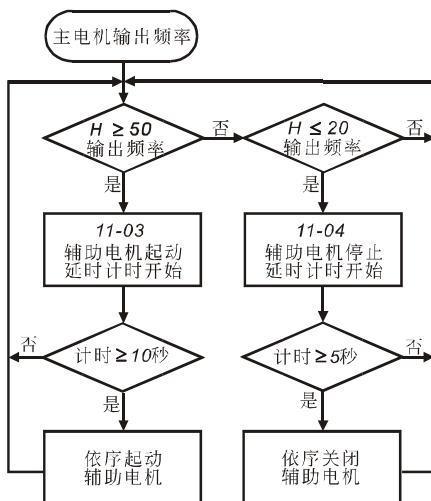 主电机输出频率
H ≥ 50
输出频率
否
H ≤ 20
输出频率
否
是
是
11-03
辅助电机起动
延时计时开始
11-04
辅助电机停止
延时计时开始
否
计时≥10秒
计时≥5秒
否
是
是
依序起动
辅助电机
依序关闭
辅助电机